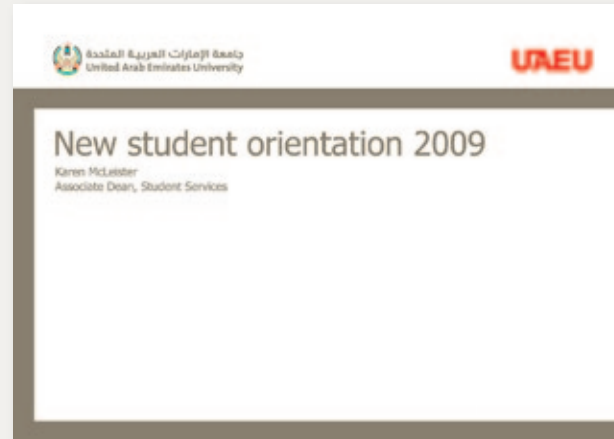 جامعة الإمارات العربية المتحدة
United Arab Emirates University
UAEU
New student orientation 2009
Karen McLeister
Associate Dean, Student Services